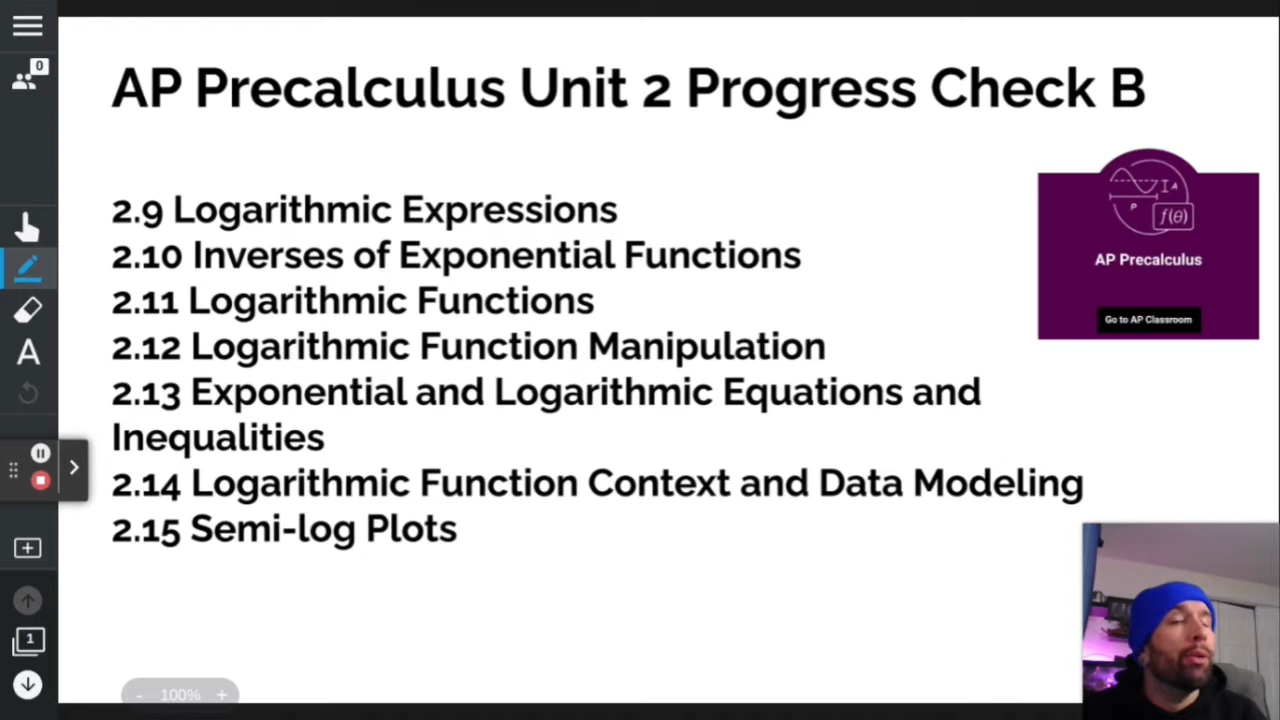 AP Precalculus Unit 2 Progress Check B
2.9 Logarithmic Expressions
2.10 Inverses of Exponential Functions
2.11 Logarithmic Functions
2.12 Logarithmic Function Manipulation
2.13 Exponential and Logarithmic Equations and
Inequalities
2.14 Logarithmic Function Context and Data Modeling
2.15 Semi-log Plots
A
P
f(θ)
AP Precalculus
Go to AP Classroom
0
A
1
- 100% +